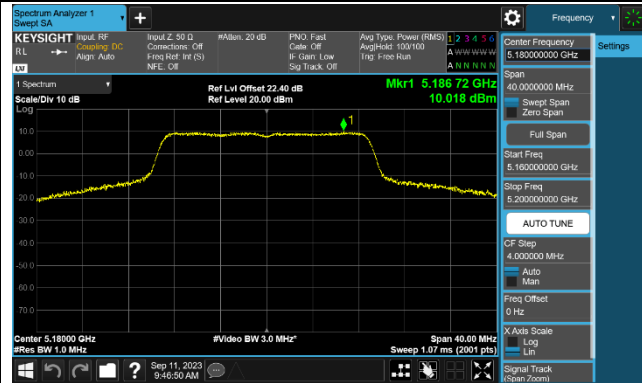 Spectrum Analyzer 1
Swept SA
Frequency
KEYSIGHT
RL
LXI
Input: RF
Coupling: DC
Align: Auto
Input Z: 50 Ω
Corrections: Off
Freq Ref: Int (S)
NFE: Off
#Atten: 20 dB
PNO: Fast
Gate: Off
IF Gain: Low
Sig Track: Off
Avg Type: Power (RMS)
Avg|Hold: 100/100
Trig: Free Run
1 2 3 4 5 6
A W W W W W
A N N N N N
1 Spectrum
Scale/Div 10 dB
Log
Ref Lvl Offset 22.40 dB
Ref Level 20.00 dBm
Mkr1 5.186 72 GHz
10.018 dBm
1
10.0
0.00
-10.0
-20.0
-30.0
-40.0
-50.0
-60.0
-70.0
Center 5.18000 GHz
#Res BW 1.0 MHz
#Video BW 3.0 MHz*
Span 40.00 MHz
Sweep 1.07 ms (2001 pts)
?
Sep 11, 2023
9:46:50 AM
Center Frequency
5.180000000 GHz
Span
40.0000000 MHz
Swept Span
Zero Span
Full Span
Start Freq
5.160000000 GHz
Stop Freq
5.200000000 GHz
AUTO TUNE
CF Step
4.000000 MHz
Auto
Man
Freq Offset
0 Hz
X Axis Scale
Log
Lin
Signal Track
(Span Zoom)
Settings